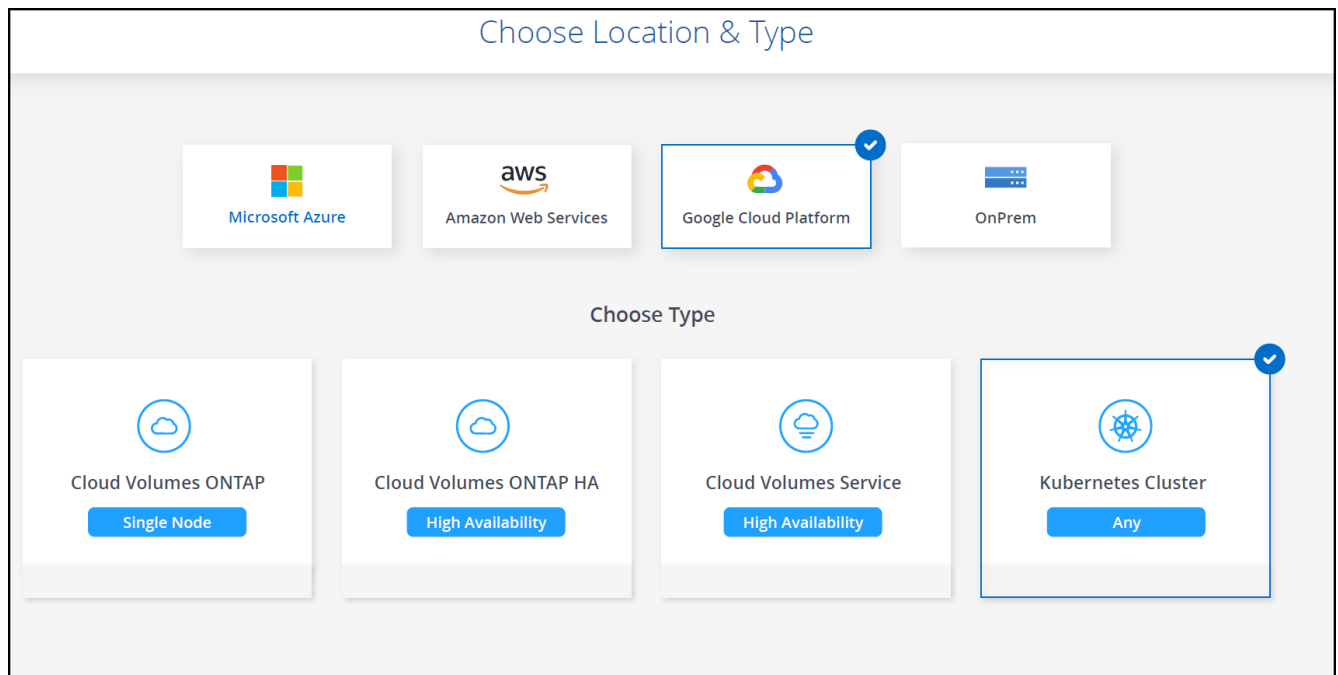 Choose Location & Type
Microsoft Azure
aws
Amazon Web Services
Google Cloud Platform
OnPrem
Choose Type
Cloud Volumes ONTAP
Single Node
Cloud Volumes ONTAP HA
High Availability
Cloud Volumes Service
High Availability
Kubernetes Cluster
Any